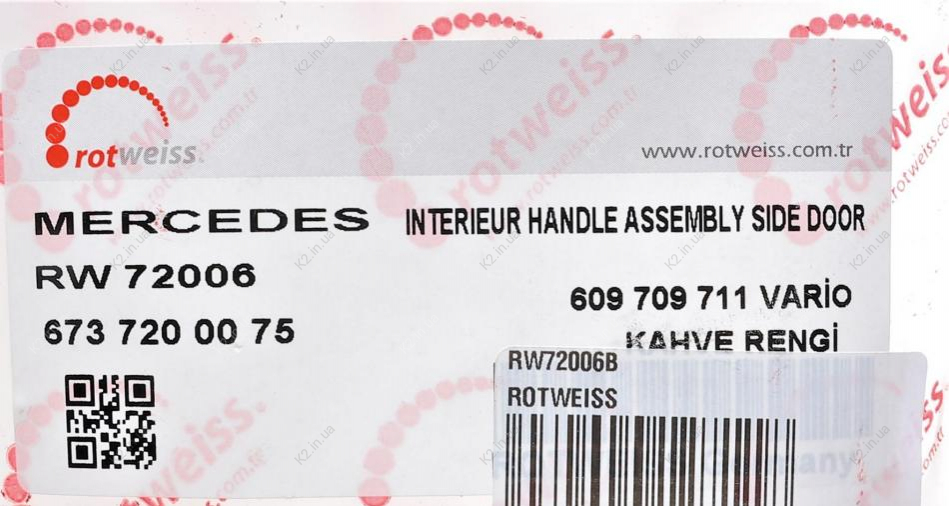 rotweiss.
www.rotweiss.com.tr
MERCEDES INTERIEUR HANDLE ASSEMBLY SIDE DOOR
RW 72006
609 709 711 VARİO
673 720 00 75
KAHVE RENGİ
RW72006B
ROTWEISS